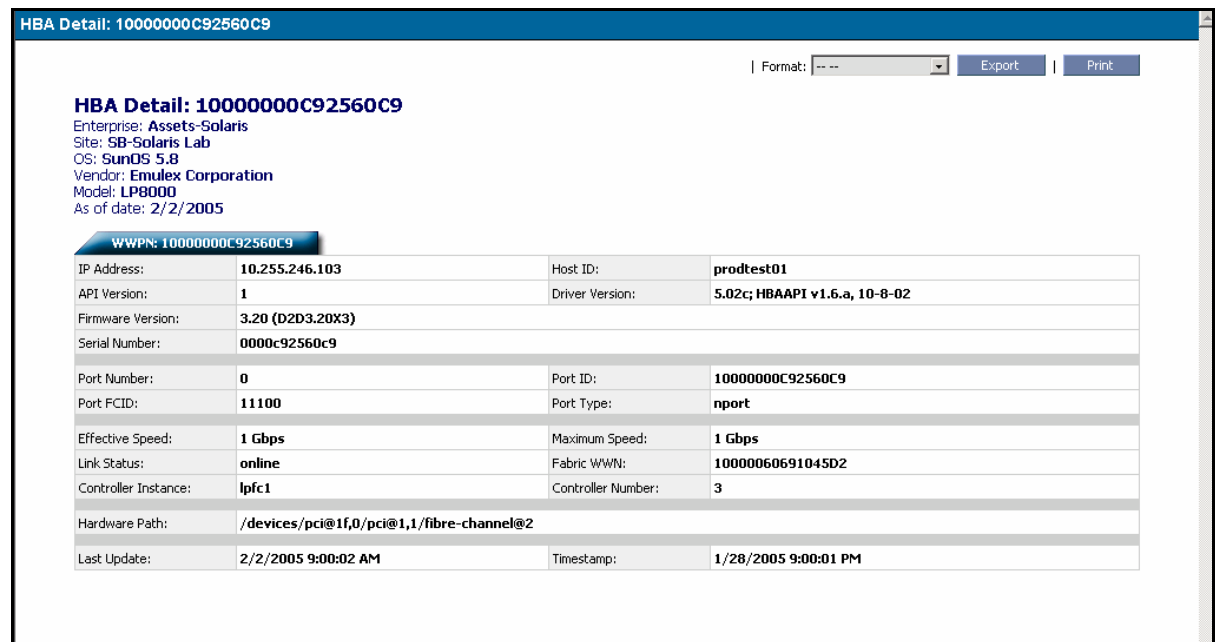 HBA Detail: 10000000C92560C9
| Format: -- -- Export | Print
HBA Detail: 10000000C92560C9
Enterprise: Assets-Solaris
Site: SB-Solaris Lab
OS: SunOS 5.8
Vendor: Emulex Corporation
Model: LP8000
As of date: 2/2/2005
WWPN: 10000000C92560C9
IP Address: 10.255.246.103 Host ID: prodtest01
API Version: 1 Driver Version: 5.02c; HBAAPI v1.6.a, 10-8-02
Firmware Version: 3.20 (D2D3.20X3)
Serial Number: 0000c92560c9
Port Number: 0 Port ID: 10000000C92560C9
Port FCID: 11100 Port Type: nport
Effective Speed: 1 Gbps Maximum Speed: 1 Gbps
Link Status: online Fabric WWN: 10000060691045D2
Controller Instance: lpfc1 Controller Number: 3
Hardware Path: /devices/pci@1f,0/pci@1,1/fibre-channel@2
Last Update: 2/2/2005 9:00:02 AM Timestamp: 1/28/2005 9:00:01 PM